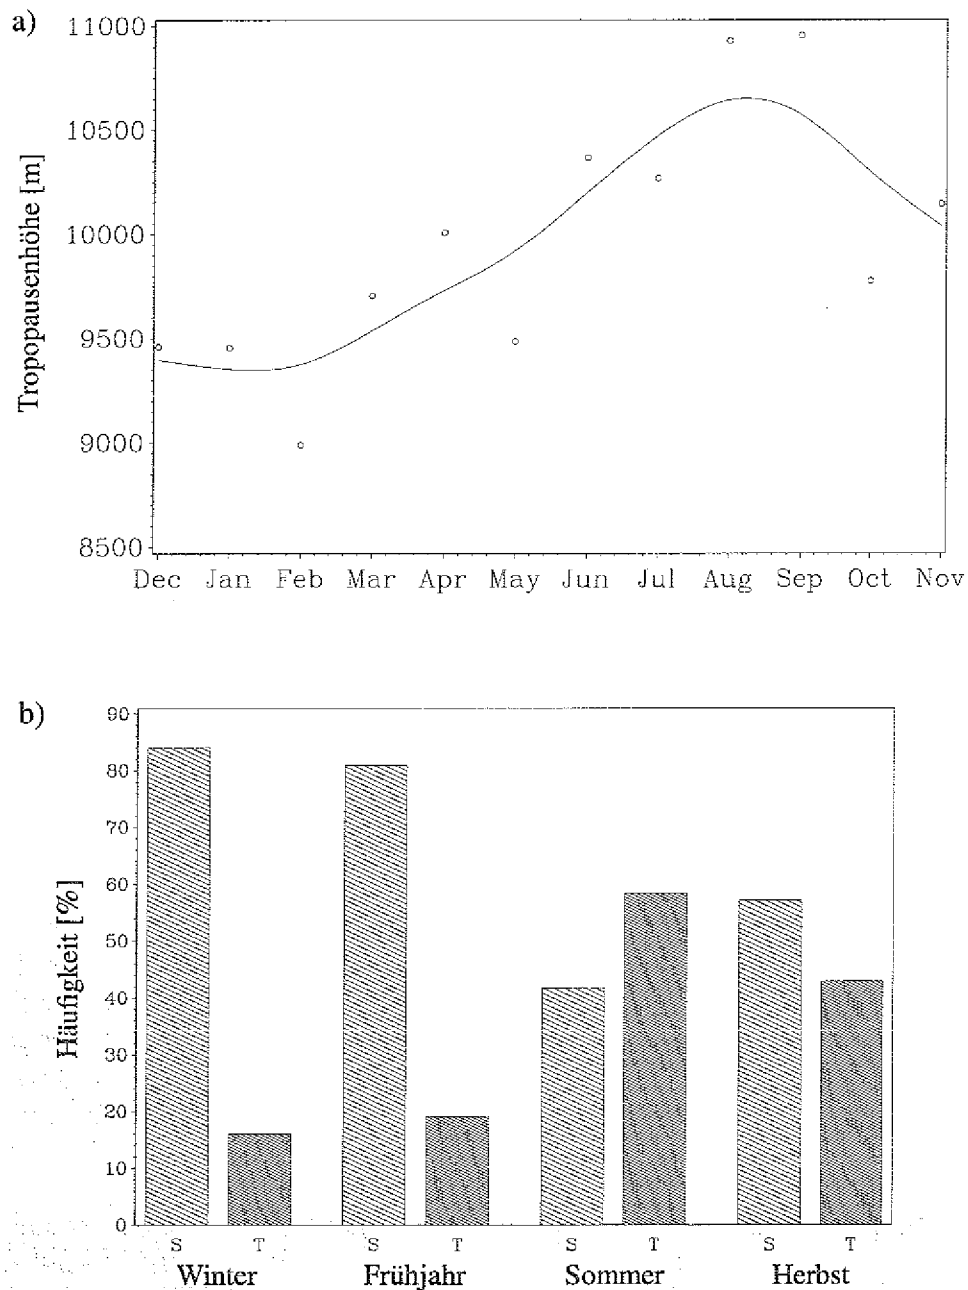 a)
Tropopausenhöhe [m]
11000
10500
10000
9500
9000
8500
Dec Jan Feb Mar Apr May Jun Jul Aug Sep Oct Nov
b)
Häufigkeit [%]
90
80
70
60
50
40
30
20
10
0
S T S T S T S T
Winter Frühjahr Sommer Herbst